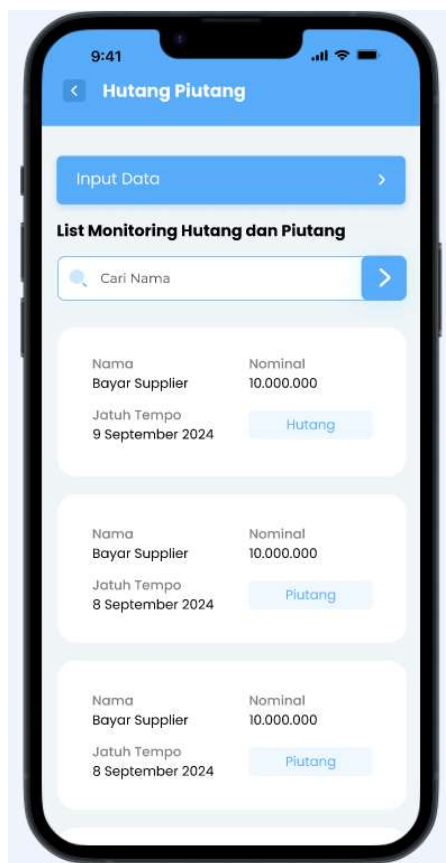 9:41
Hutang Piutang
Input Data
List Monitoring Hutang dan Piutang
Cari Nama
Nama Nominal
Bayar Supplier 10.000.000
Jatuh Tempo
9 September 2024 Hutang
Nama Nominal
Bayar Supplier 10.000.000
Jatuh Tempo
8 September 2024 Piutang
Nama Nominal
Bayar Supplier 10.000.000
Jatuh Tempo
8 September 2024 Piutang